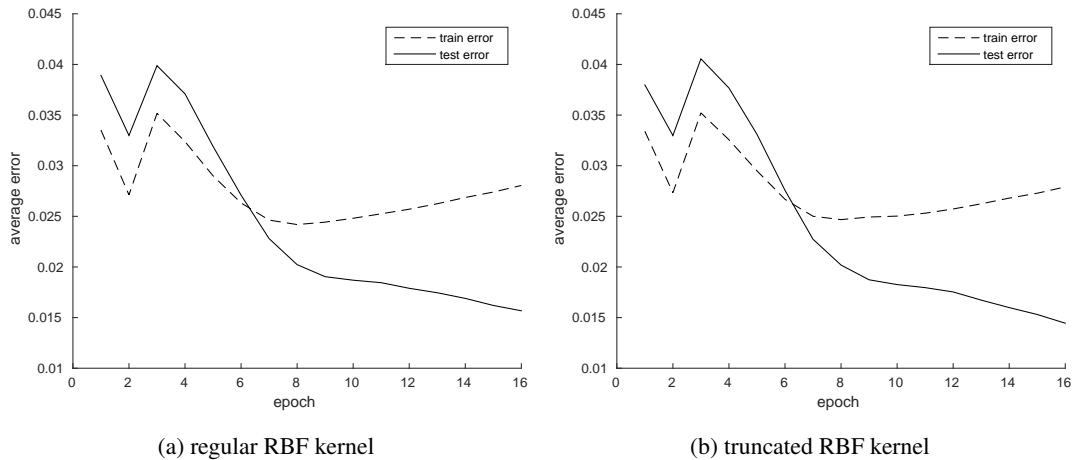 0.045
0.04
0.035
0.03
0.025
0.02
0.015
0.01
average error
train error
test error
0 2 4 6 8 10 12 14 16
epoch
(a) regular RBF kernel
0.045
0.04
0.035
0.03
0.025
0.02
0.015
0.01
average error
train error
test error
0 2 4 6 8 10 12 14 16
epoch
(b) truncated RBF kernel